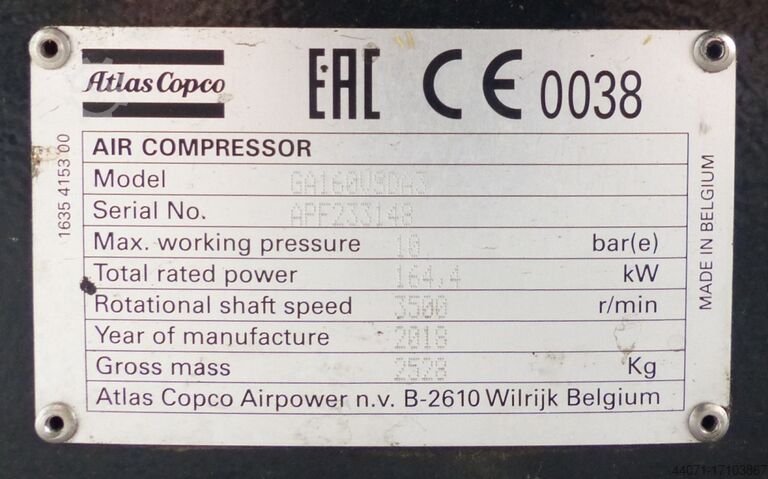 Atlas Copco
EAC CE 0038
1635 4153 00
AIR COMPRESSOR
Model GA160VSDA3
Serial No. APF233148
Max. working pressure 10 bar(e)
Total rated power 164,4 kW
Rotational shaft speed 3500 r/min
Year of manufacture 2018
Gross mass 2528 Kg
Atlas Copco Airpower n.v. B-2610 Wilrijk Belgium
MADE IN BELGIUM
44071-17103867